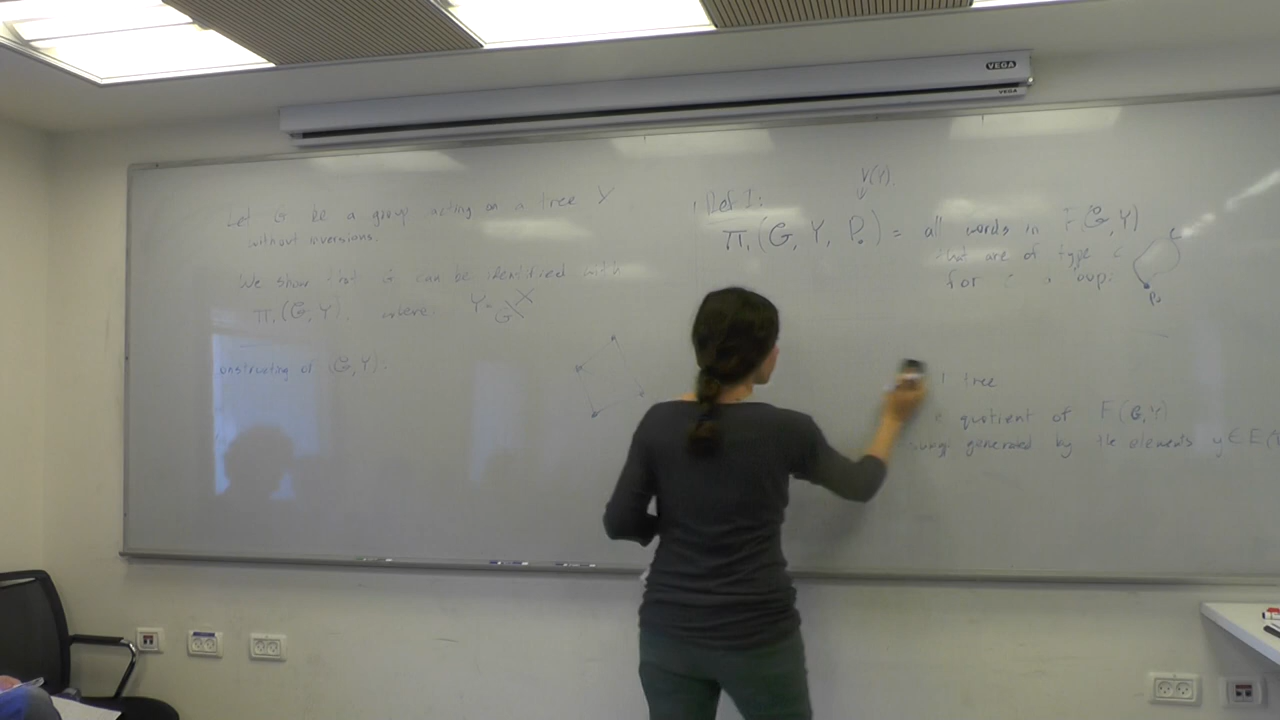 VEGA
VEGA
Let G be a group acting on a tree Y
without inversions.
We show that G can be identified with
π₁(G, Y), where Y = G\X
onstructing of (G, Y):
Def I:
V(Y).
π₁(G, Y, P₀) = all words in F(G, Y)
that are of type c
for c a loop.
P₀
tree
quotient of F(G, Y)
generated by the elements y ∈ E(